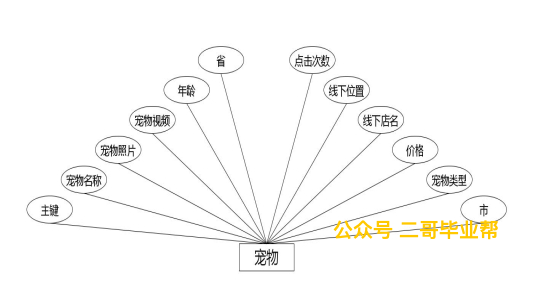 省
点击次数
年龄
线下位置
宠物视频
线下店名
宠物照片
价格
宠物名称
宠物类型
主键
市
公众号 二哥毕业帮
宠物